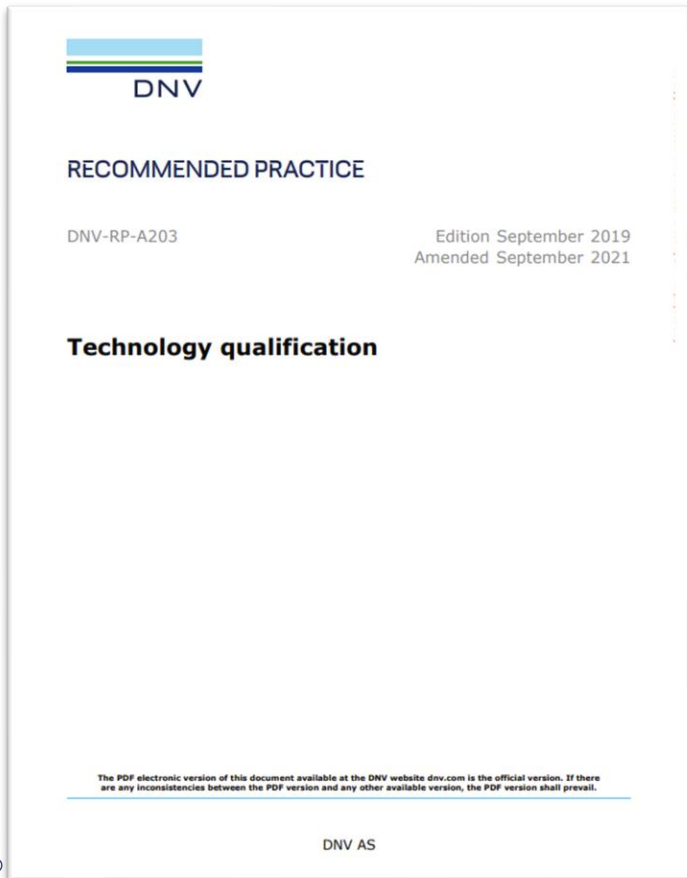 DNV
RECOMMENDED PRACTICE
DNV-RP-A203
Edition September 2019
Amended September 2021
Technology qualification
The PDF electronic version of this document available at the DNV website dnv.com is the official version. If there
are any inconsistencies between the PDF version and any other available version, the PDF version shall prevail.
DNV AS